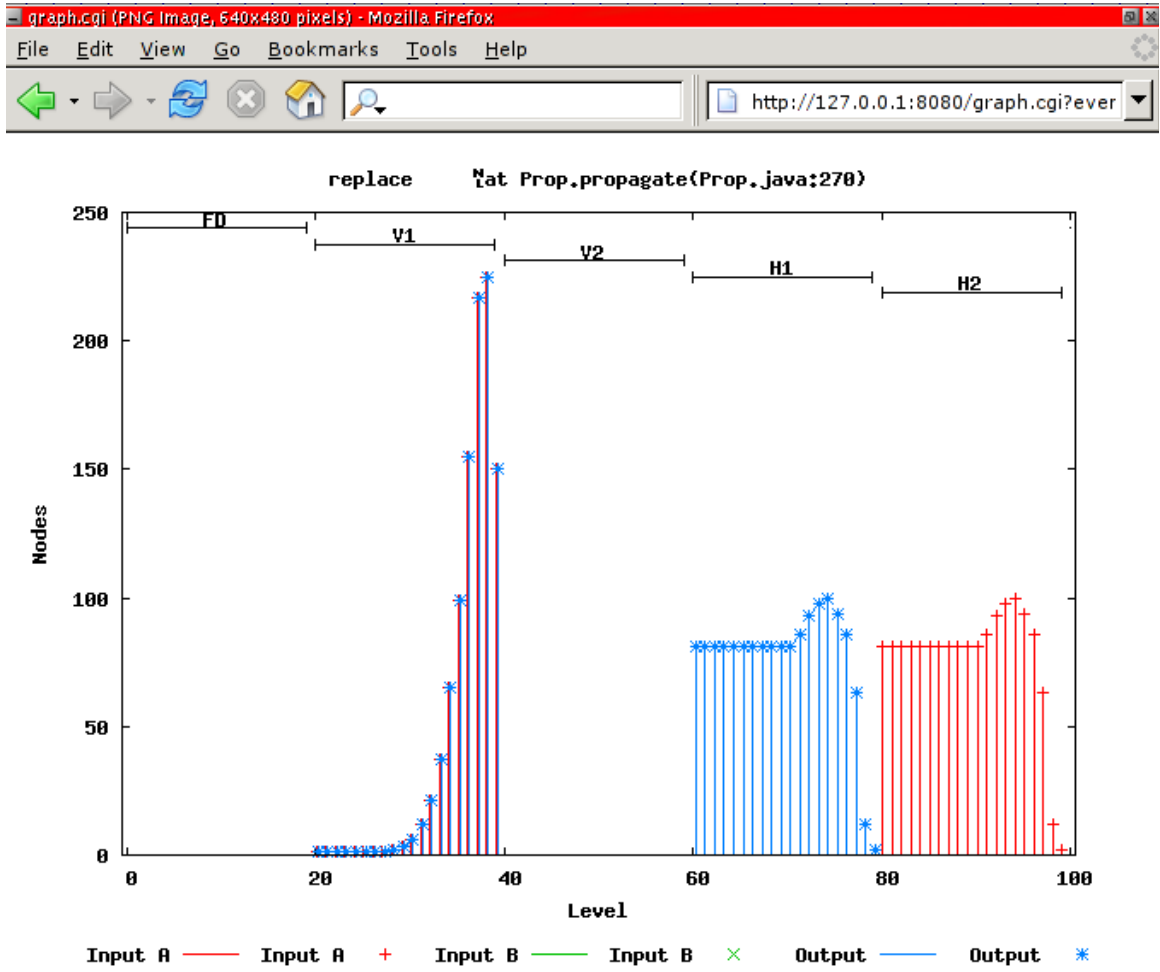 graph.cgi (PNG Image, 640x480 pixels) - Mozilla Firefox
File Edit View Go Bookmarks Tools Help
http://127.0.0.1:8080/graph.cgi?ever
replace NLat Prop.propagate(Prop.java:270)
250
FD
V1
V2
H1
H2
200
150
100
50
0
Nodes
0 20 40 60 80 100
Level
Input A Input A Input B Input B Output Output